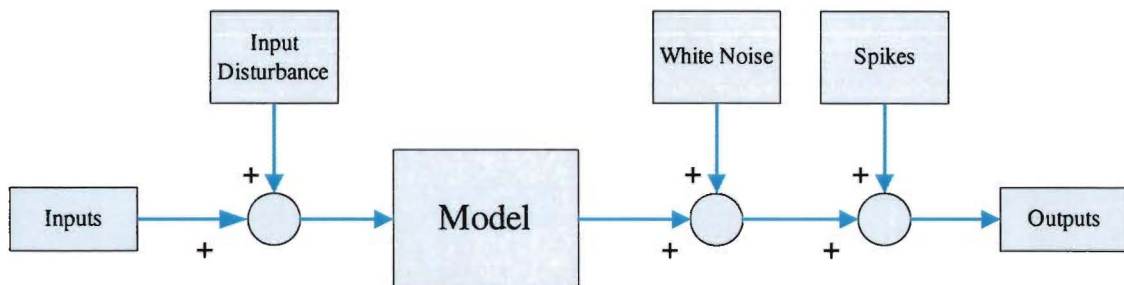 Input
Disturbance
White Noise
Spikes
+
+
+
Inputs
Model
Outputs
+
+
+